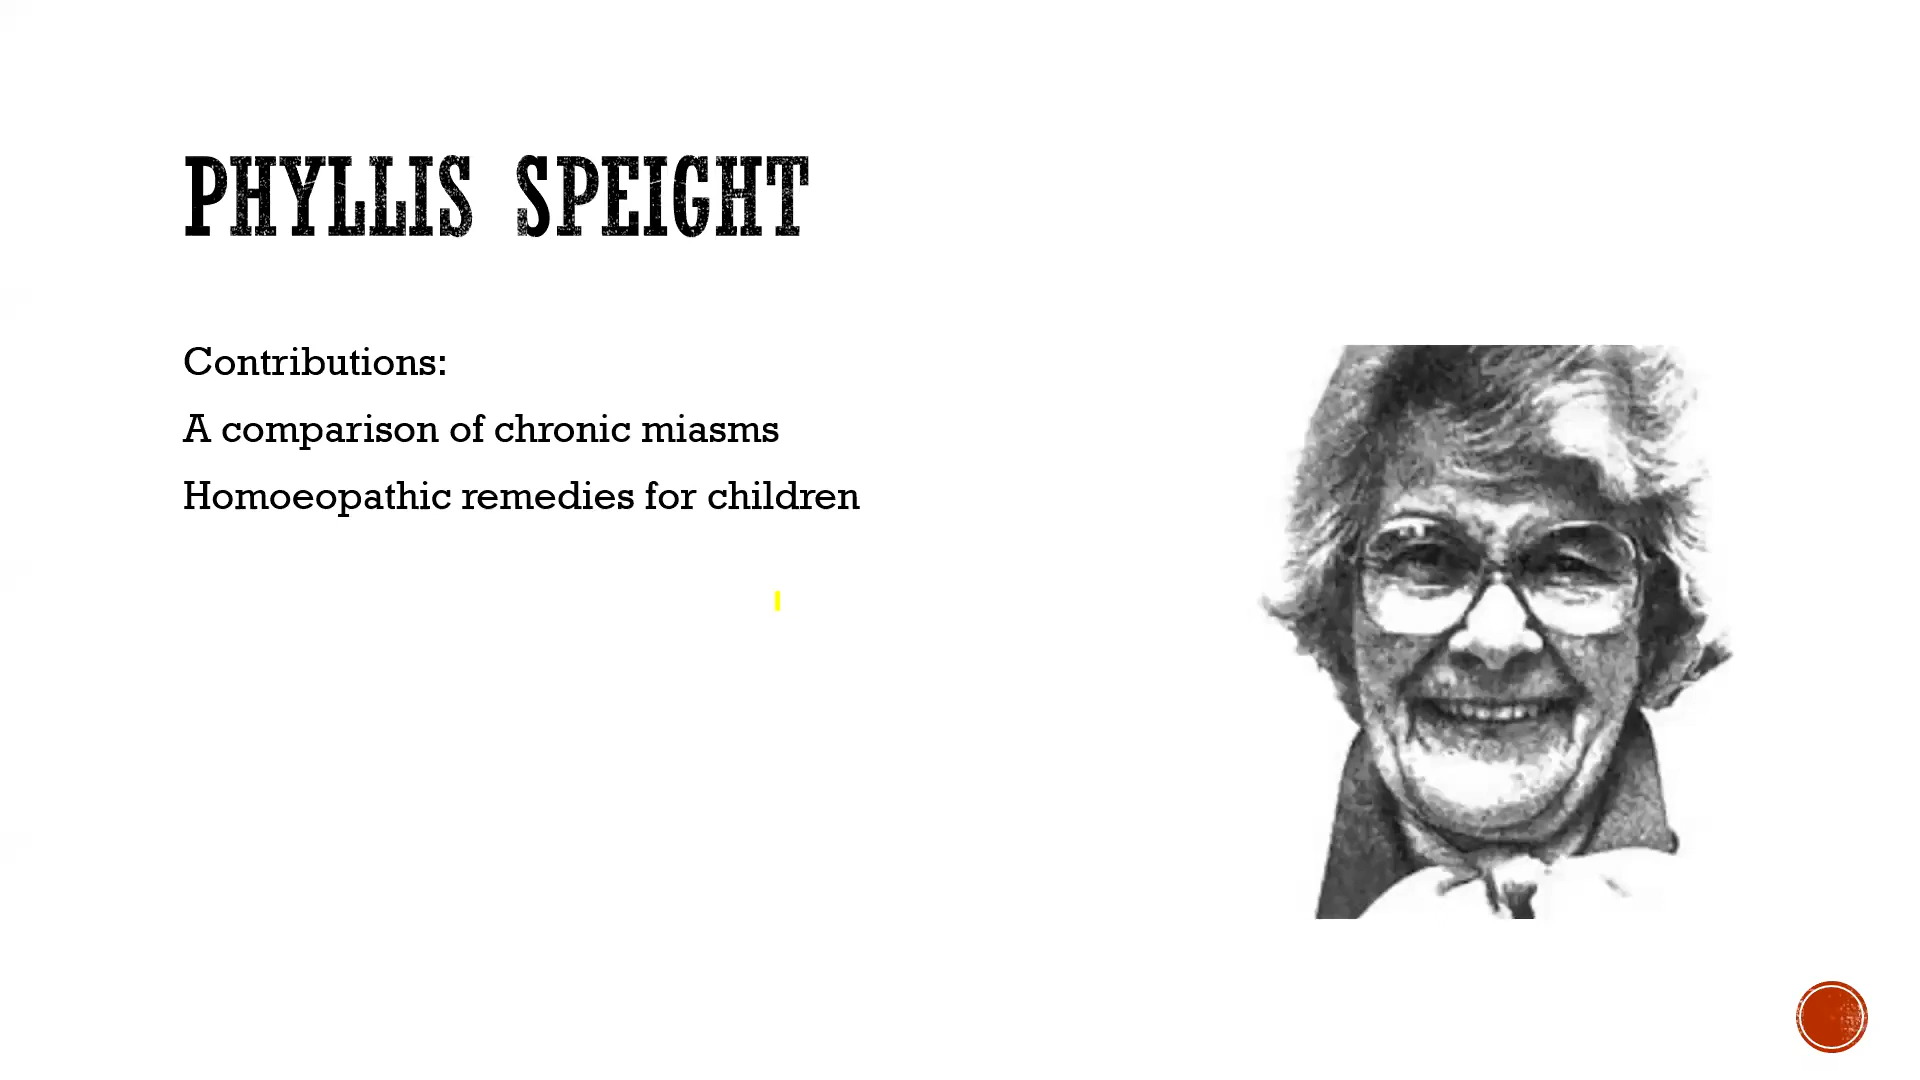 PHYLLIS SPEIGHT
Contributions:
A comparison of chronic miasms
Homoeopathic remedies for children